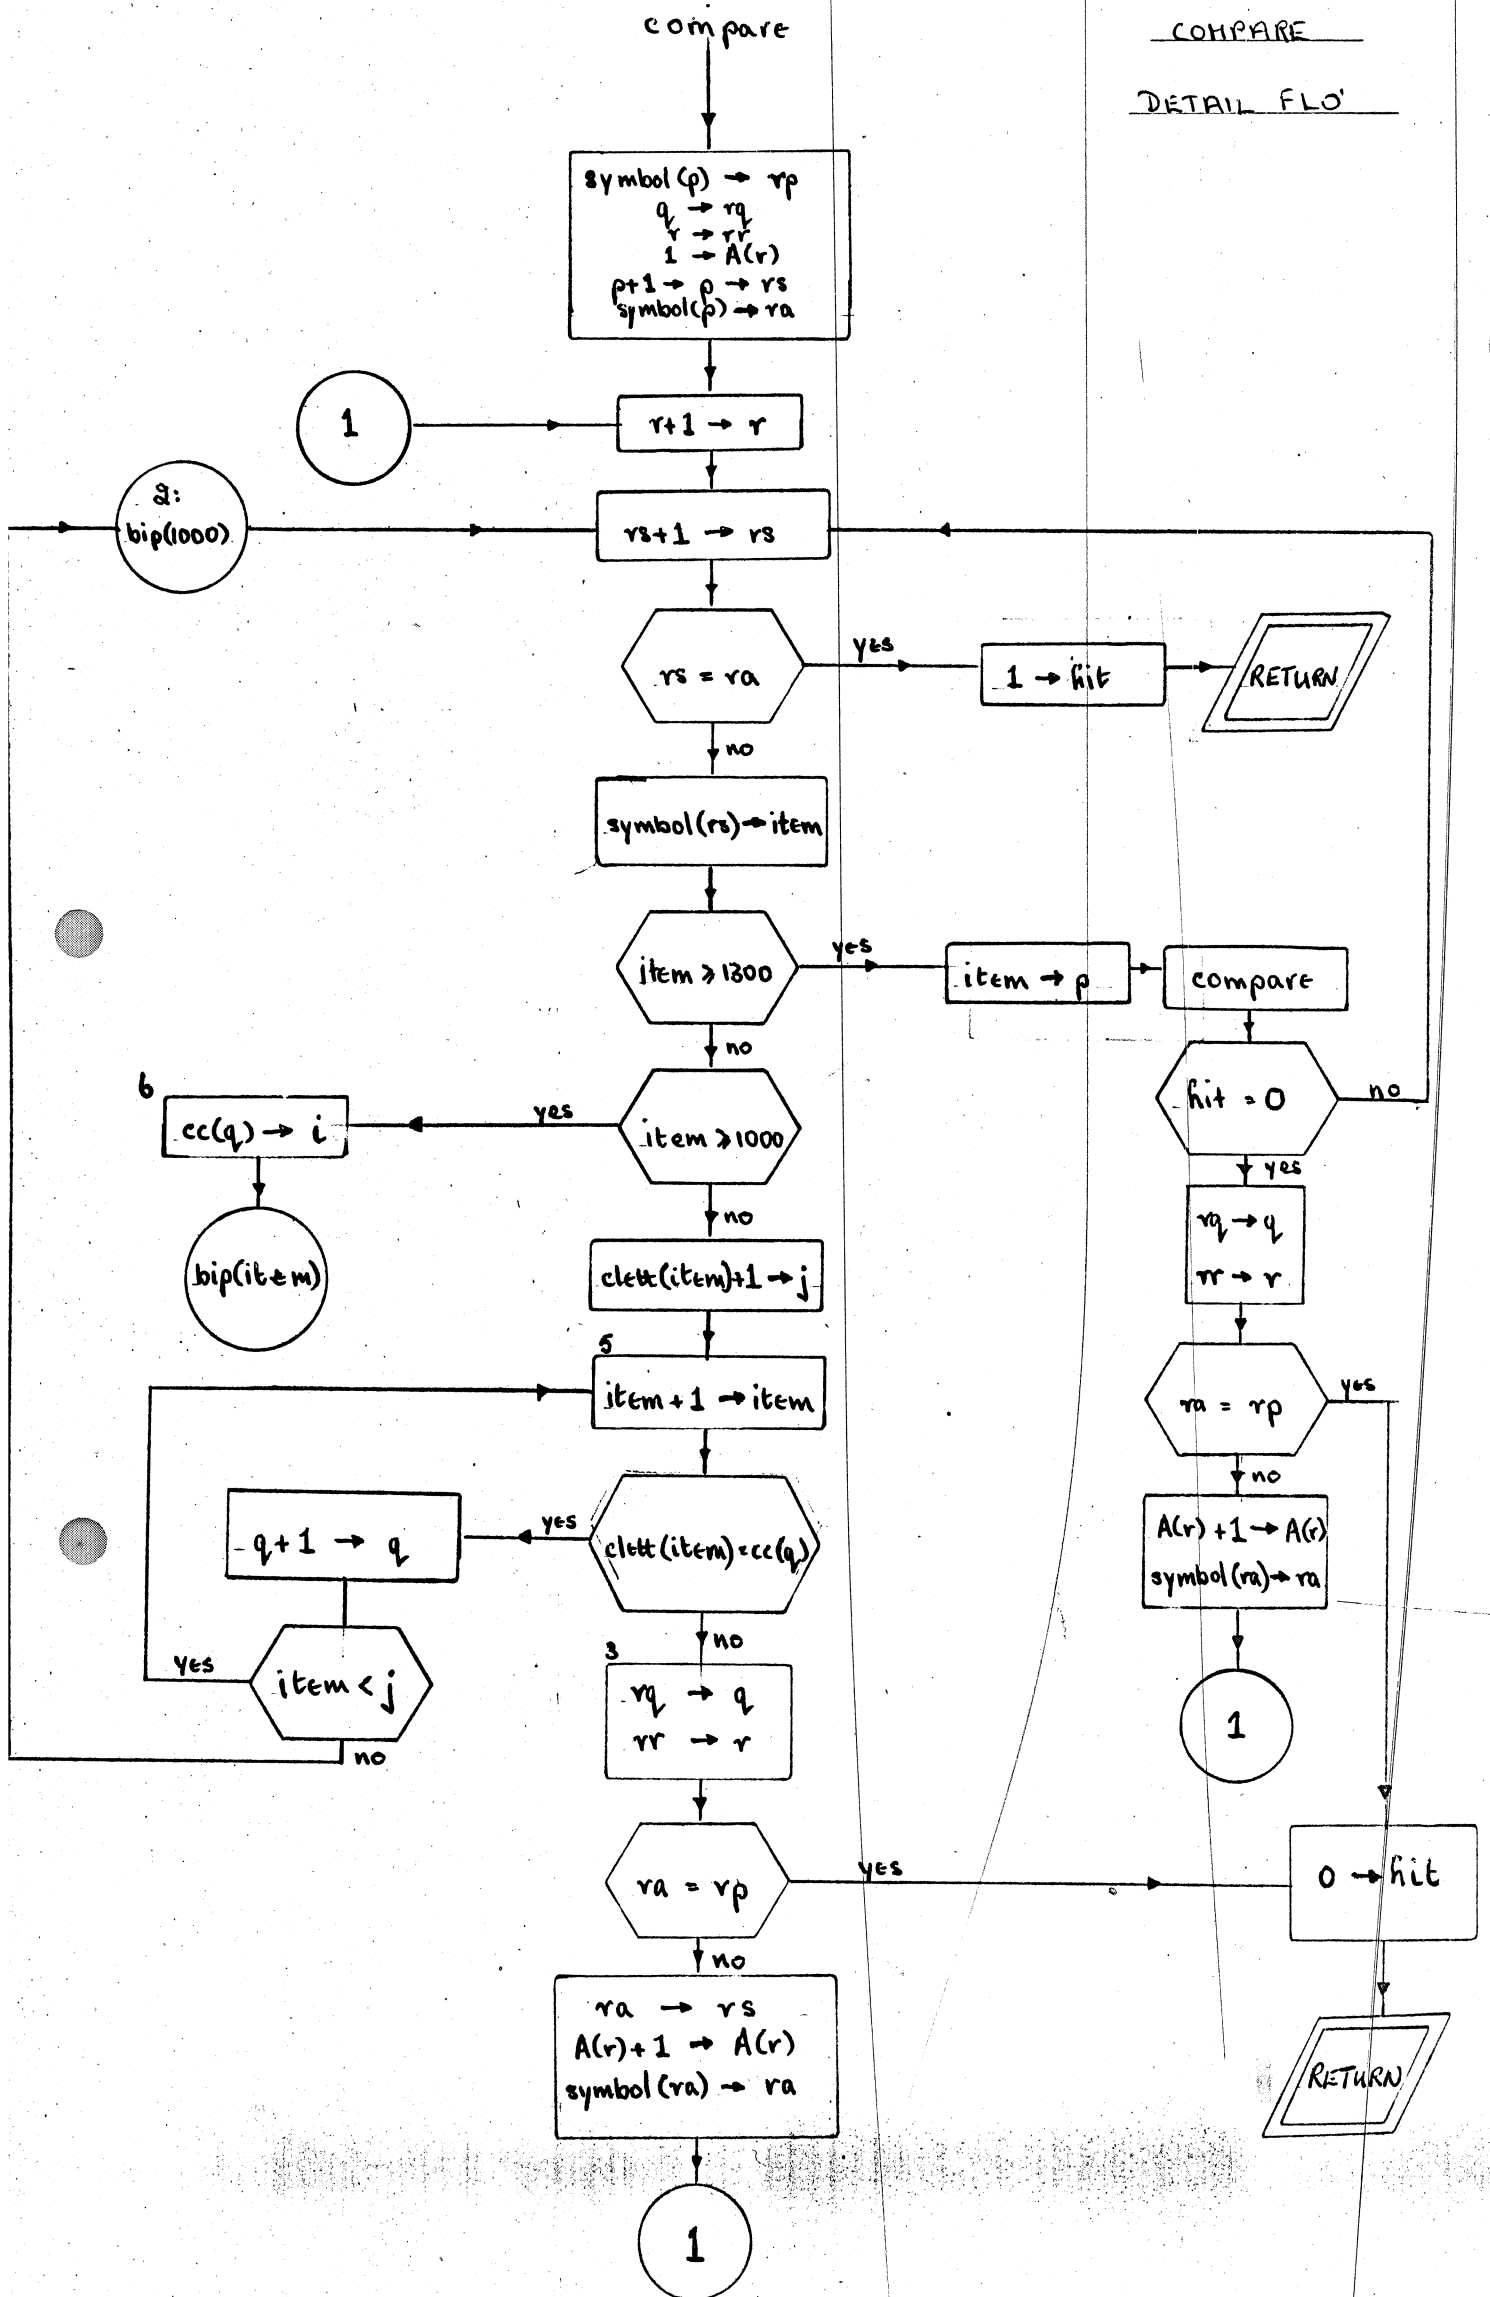 compare
COMPARE
DETAIL FLO'
symbol(p) → rp
q → rq
r → rr
1 → A(r)
p+1 → p → rs
symbol(p) → ra
1
r+1 → r
2:
bip(1000)
rs+1 → rs
rs = ra
yes
1 → hit
RETURN
no
symbol(rs) → item
item ≥ 1300
yes
item → p
compare
no
hit = 0
no
6
cc(q) → i
yes
item ≥ 1000
yes
rq → q
rr → r
bip(item)
no
clett(item)+1 → j
5
item + 1 → item
ra = rp
yes
no
q+1 → q
yes
clett(item) = cc(q)
A(r)+1 → A(r)
symbol(ra) → ra
no
3
yes
item < j
no
rq → q
rr → r
1
ra = rp
yes
0 → hit
no
ra → rs
A(r)+1 → A(r)
symbol(ra) → ra
RETURN
1